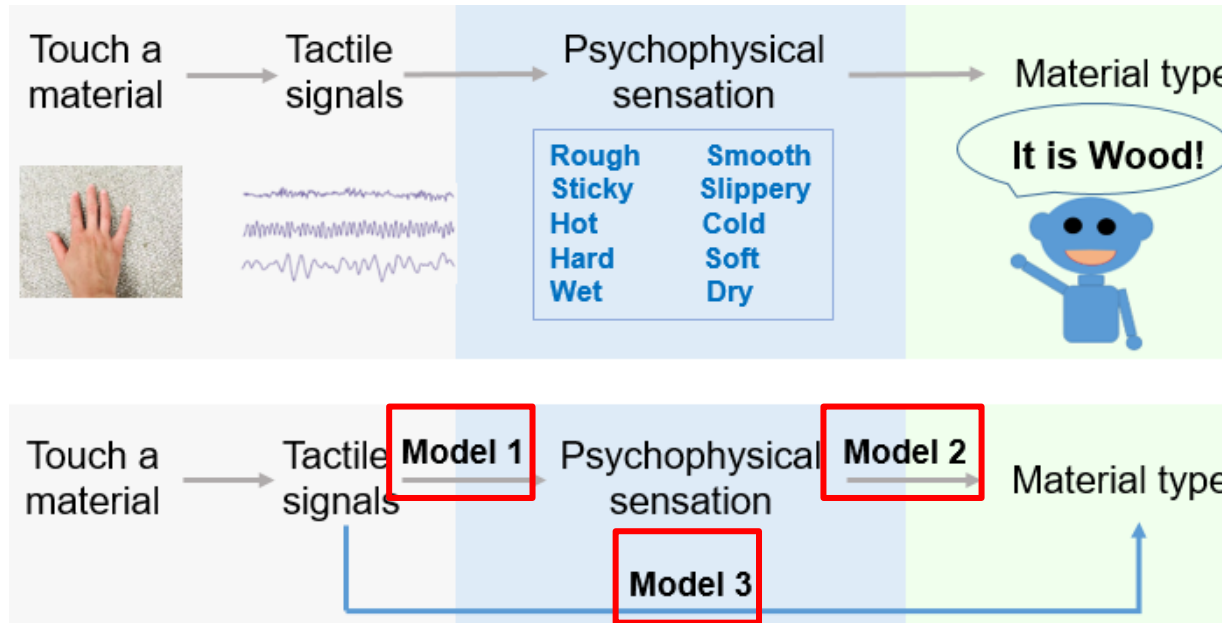 Touch a
material
Tactile
signals
Psychophysical
sensation
Material type
Rough Smooth
Sticky Slippery
Hot Cold
Hard Soft
Wet Dry
It is Wood!
Touch a
material
Tactile
signals
Model 1
Psychophysical
sensation
Model 2
Material type
Model 3